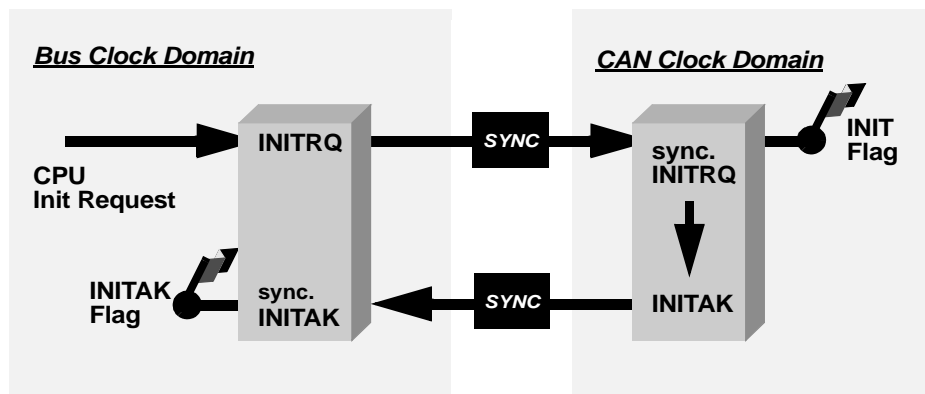 Bus Clock Domain
CAN Clock Domain
INITRQ
SYNC
sync.
INITRQ
INIT
Flag
CPU
Init Request
INITAK
Flag
sync.
INITAK
SYNC
INITAK